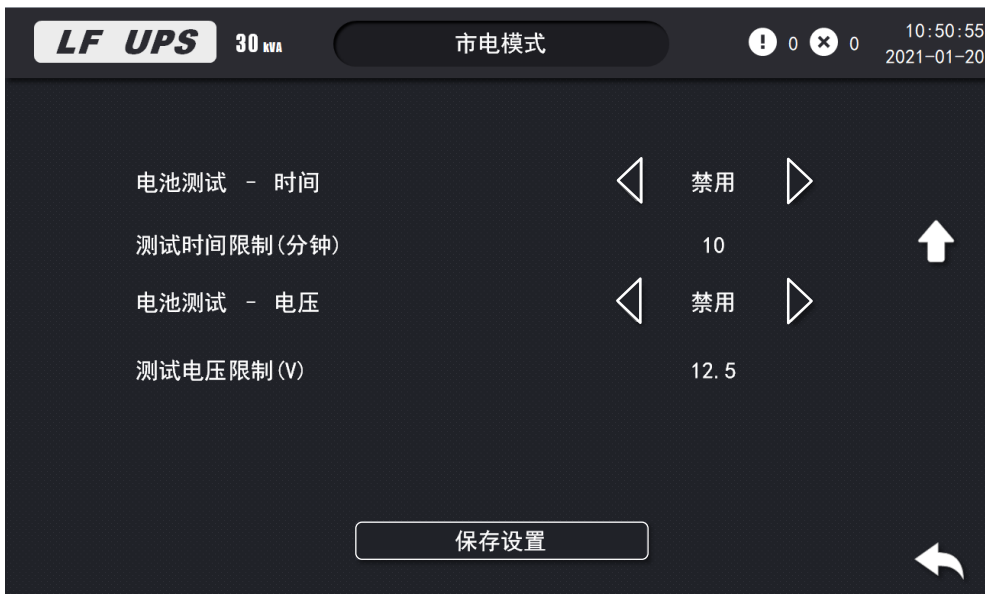 LF UPS 30 kVA 市电模式 ! 0 × 0 10:50:55
2021-01-20
电池测试 - 时间 禁用
测试时间限制(分钟) 10
电池测试 - 电压 禁用
测试电压限制(V) 12.5
保存设置